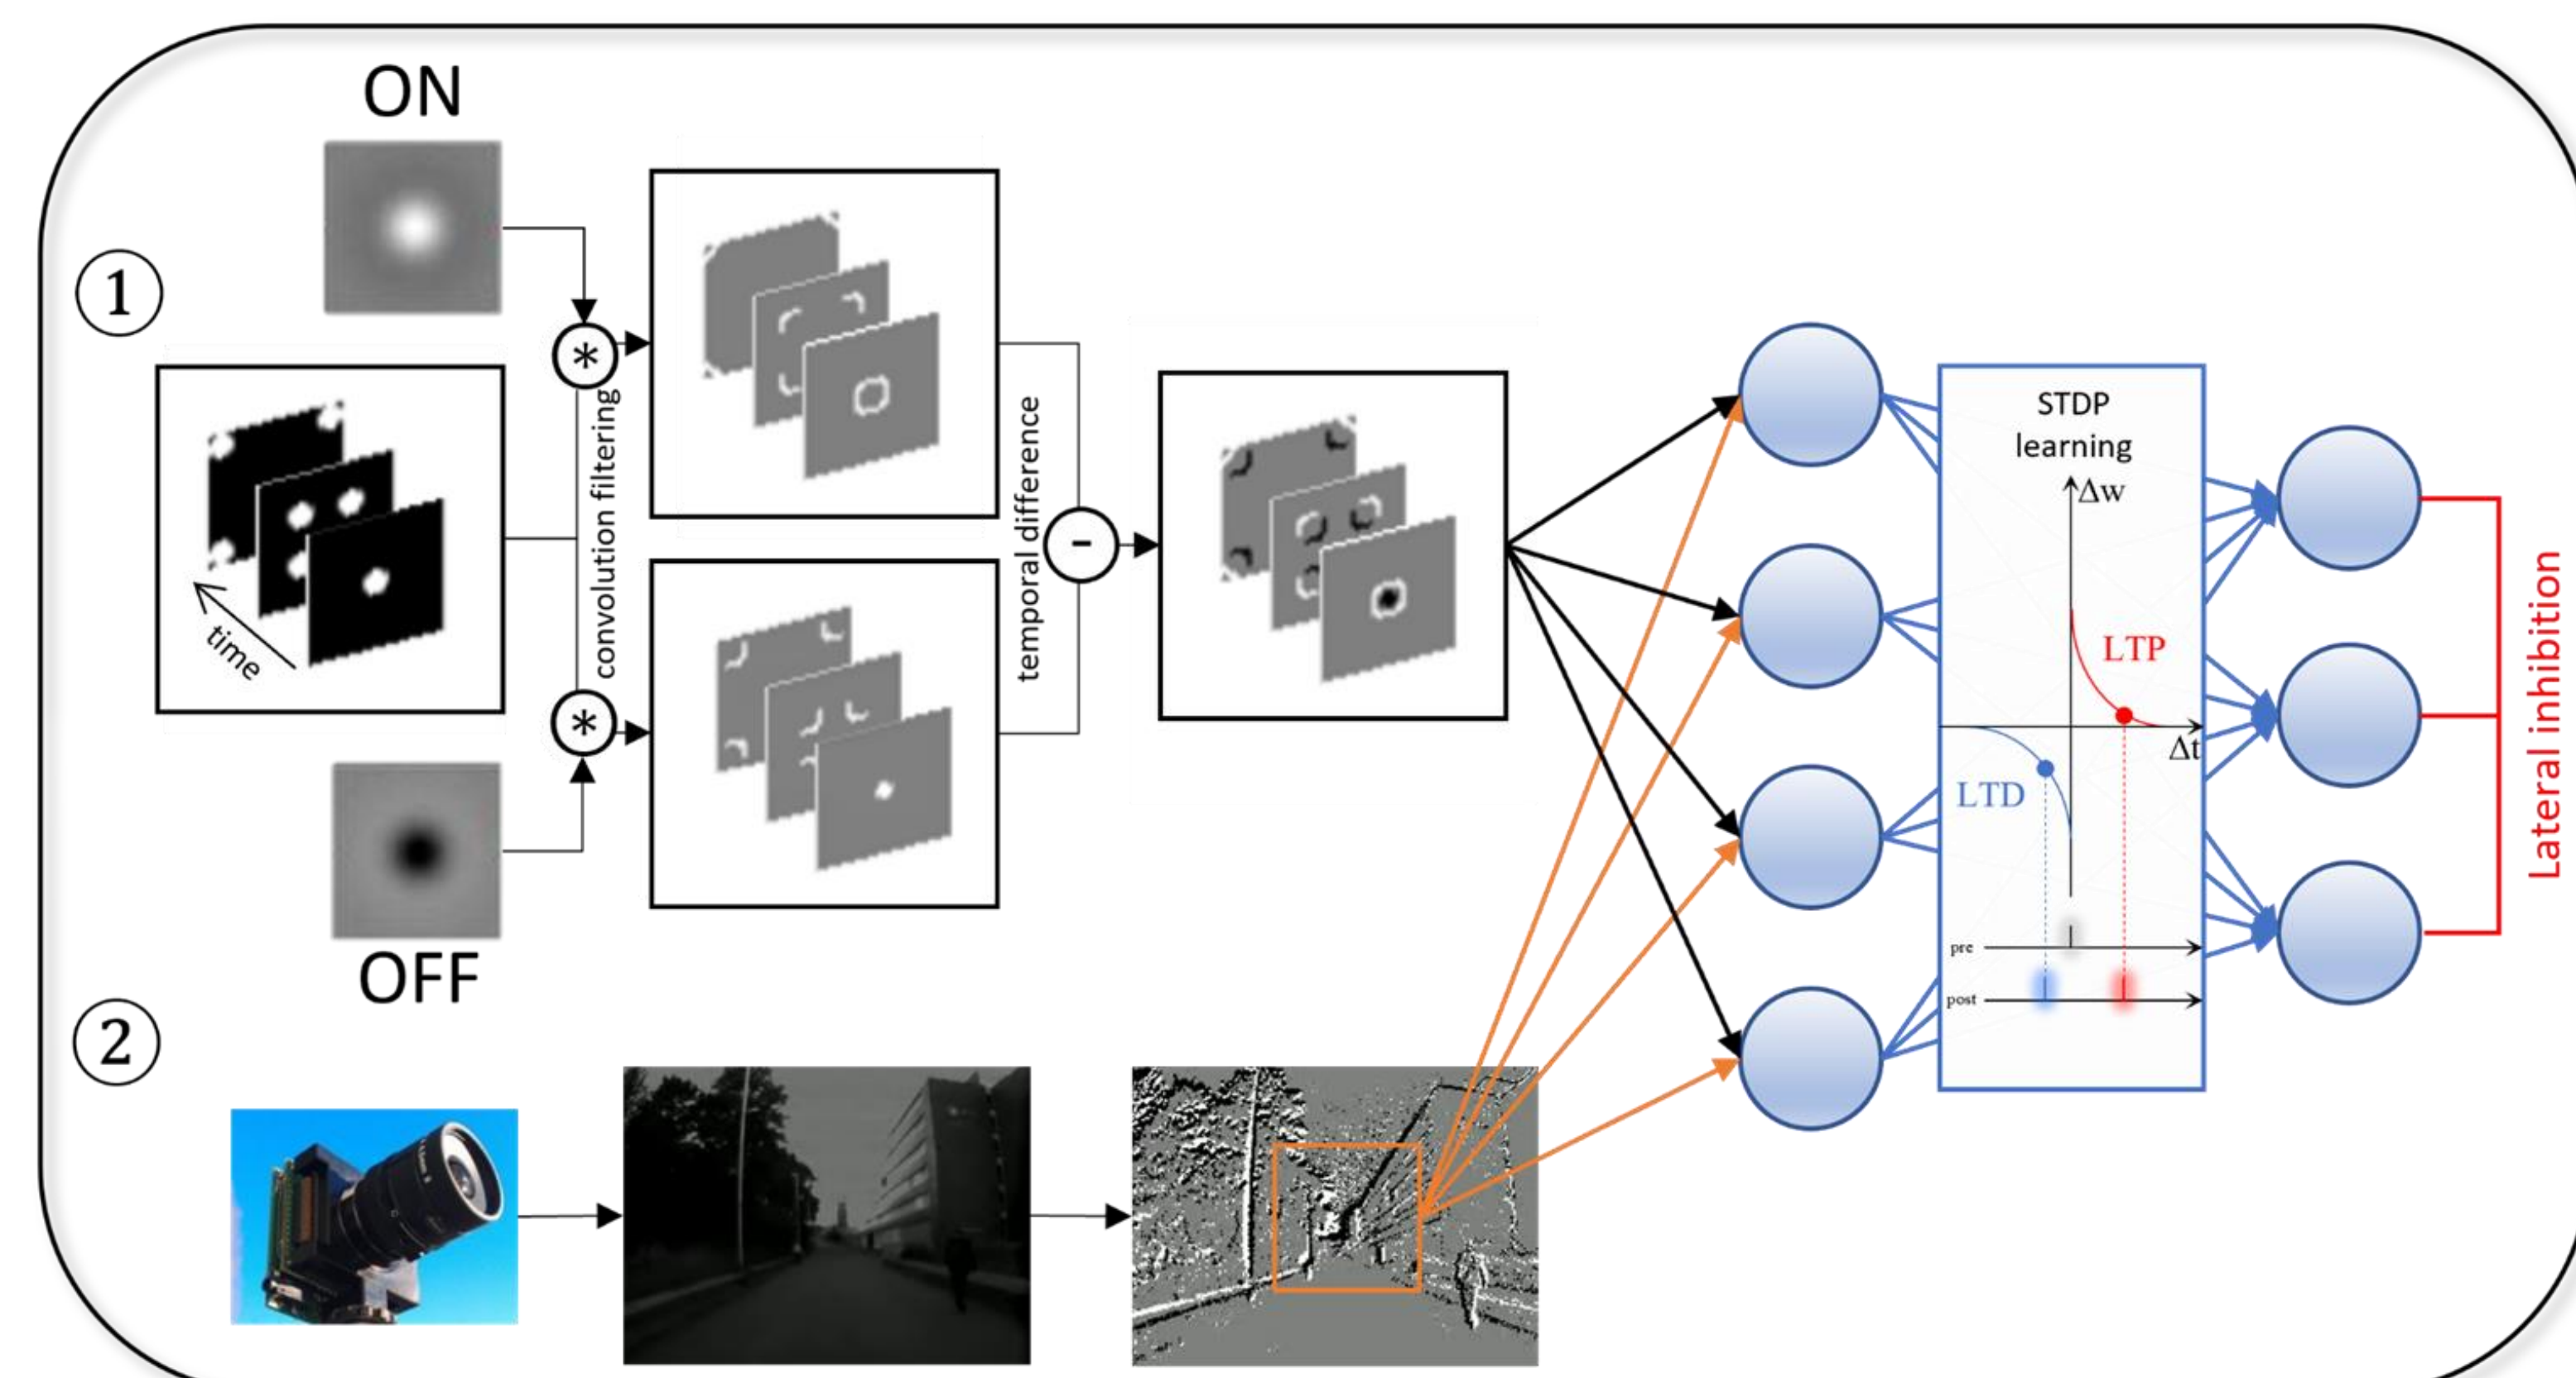 ON
1
*
convolution filtering
time
*
OFF
temporal difference
-
STDP
learning
Δw
LTP
Δt
LTD
pre
post
Lateral inhibition
2